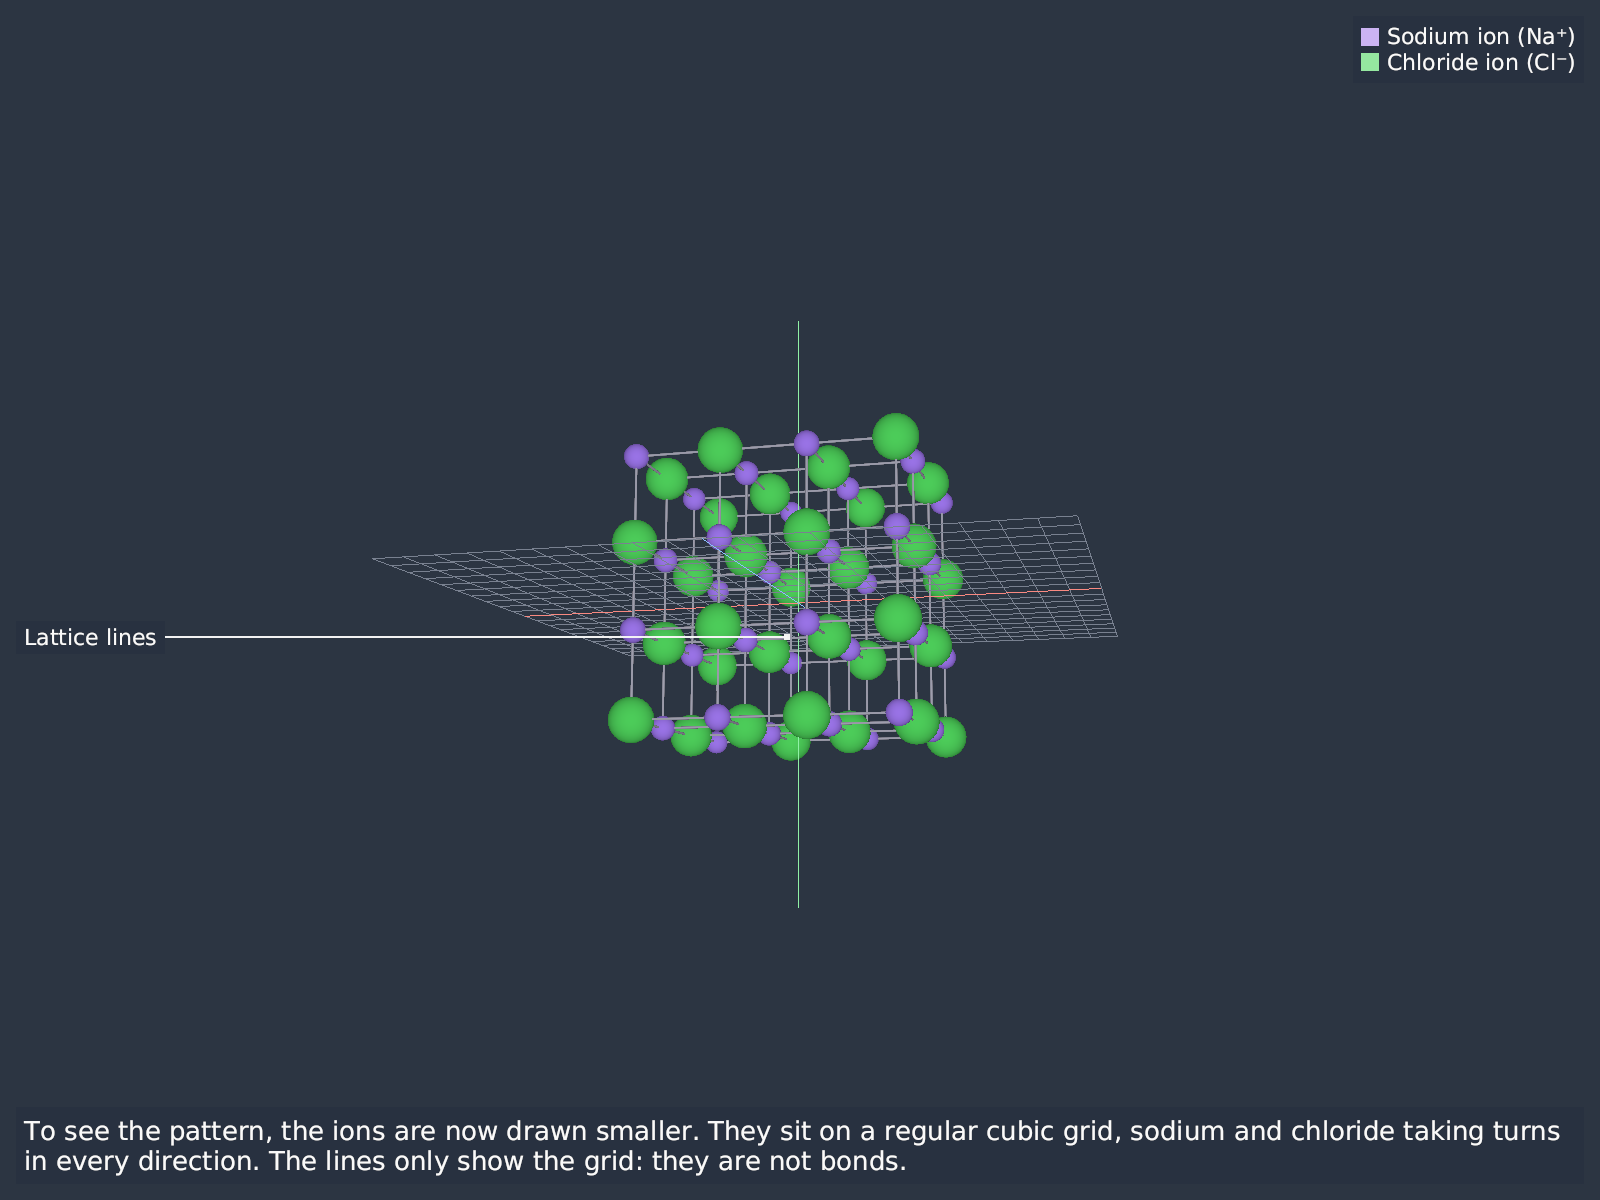 Sodium ion (Na⁺)
Chloride ion (Cl⁻)
Lattice lines
To see the pattern, the ions are now drawn smaller. They sit on a regular cubic grid, sodium and chloride taking turns
in every direction. The lines only show the grid: they are not bonds.